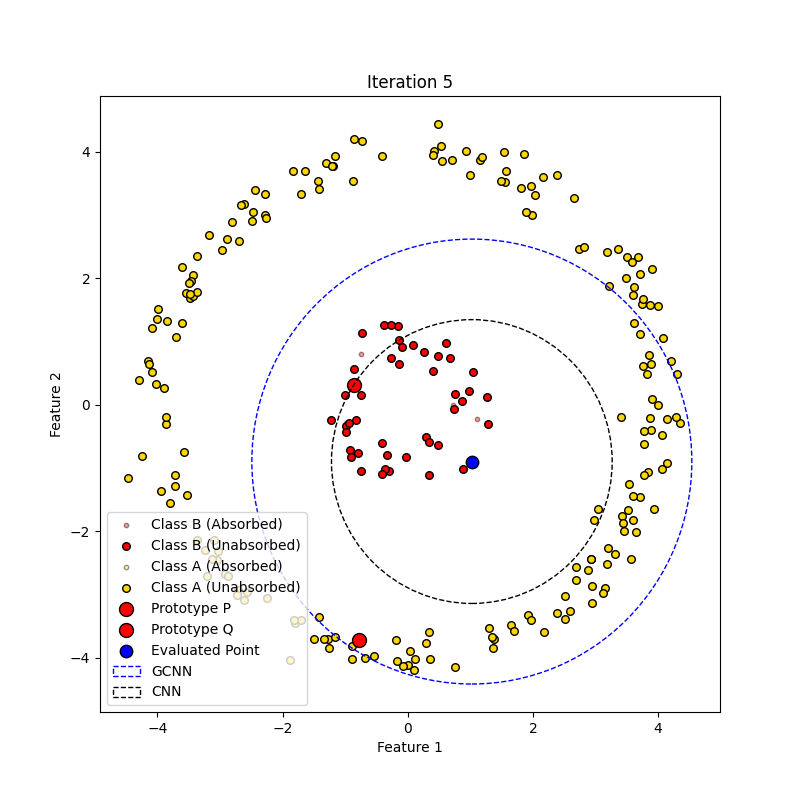 Iteration 5
4
2
0
−2
−4
Feature 2
Class B (Absorbed)
Class B (Unabsorbed)
Class A (Absorbed)
Class A (Unabsorbed)
Prototype P
Prototype Q
Evaluated Point
GCNN
CNN
−4
−2
0
2
4
Feature 1